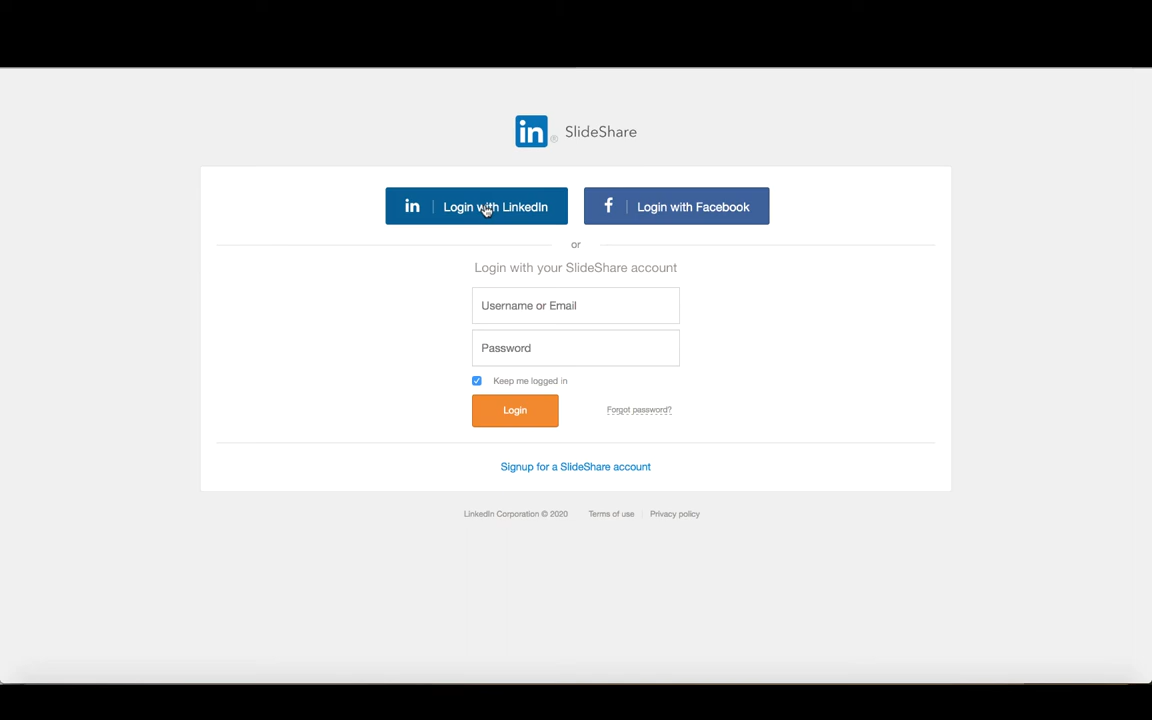 in® SlideShare
in | Login with LinkedIn
f | Login with Facebook
or
Login with your SlideShare account
Username or Email
Password
Keep me logged in
Login
Forgot password?
Signup for a SlideShare account
LinkedIn Corporation © 2020 Terms of use Privacy policy